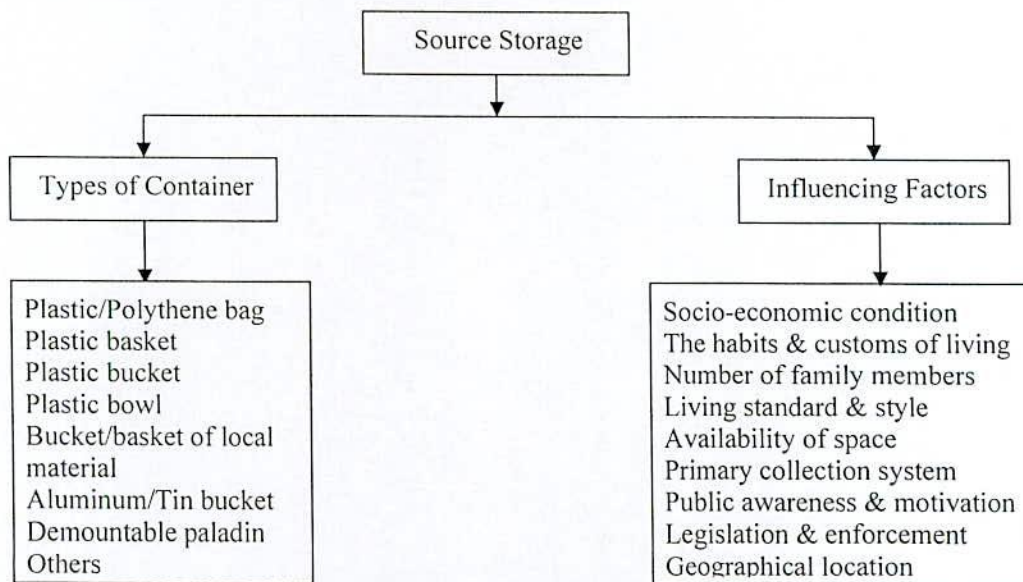 Source Storage
Types of Container
Influencing Factors
Plastic/Polythene bag
Plastic basket
Plastic bucket
Plastic bowl
Bucket/basket of local
material
Aluminum/Tin bucket
Demountable paladin
Others
Socio-economic condition
The habits & customs of living
Number of family members
Living standard & style
Availability of space
Primary collection system
Public awareness & motivation
Legislation & enforcement
Geographical location